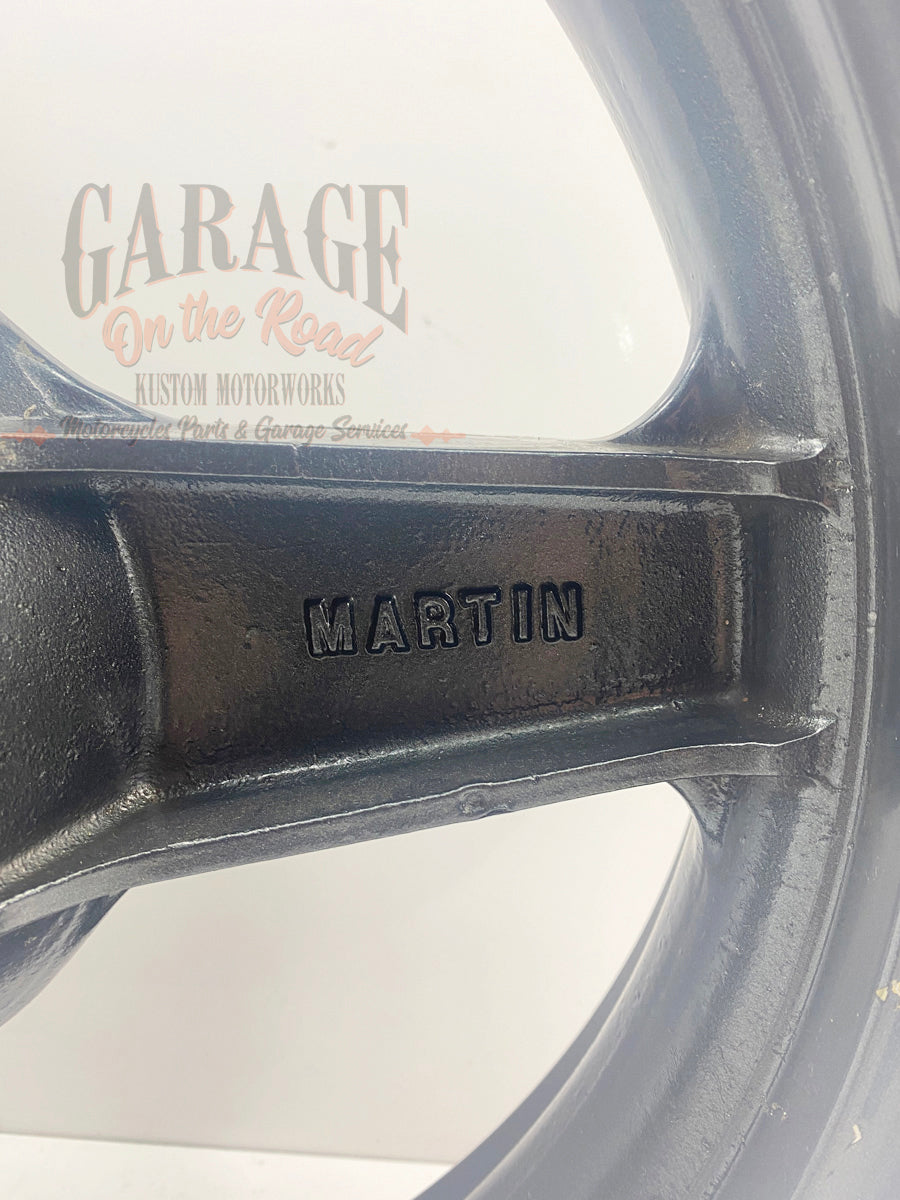 GARAGE
On the Road
KUSTOM MOTORWORKS
Motorcycles Parts & Garage Services
MARTIN